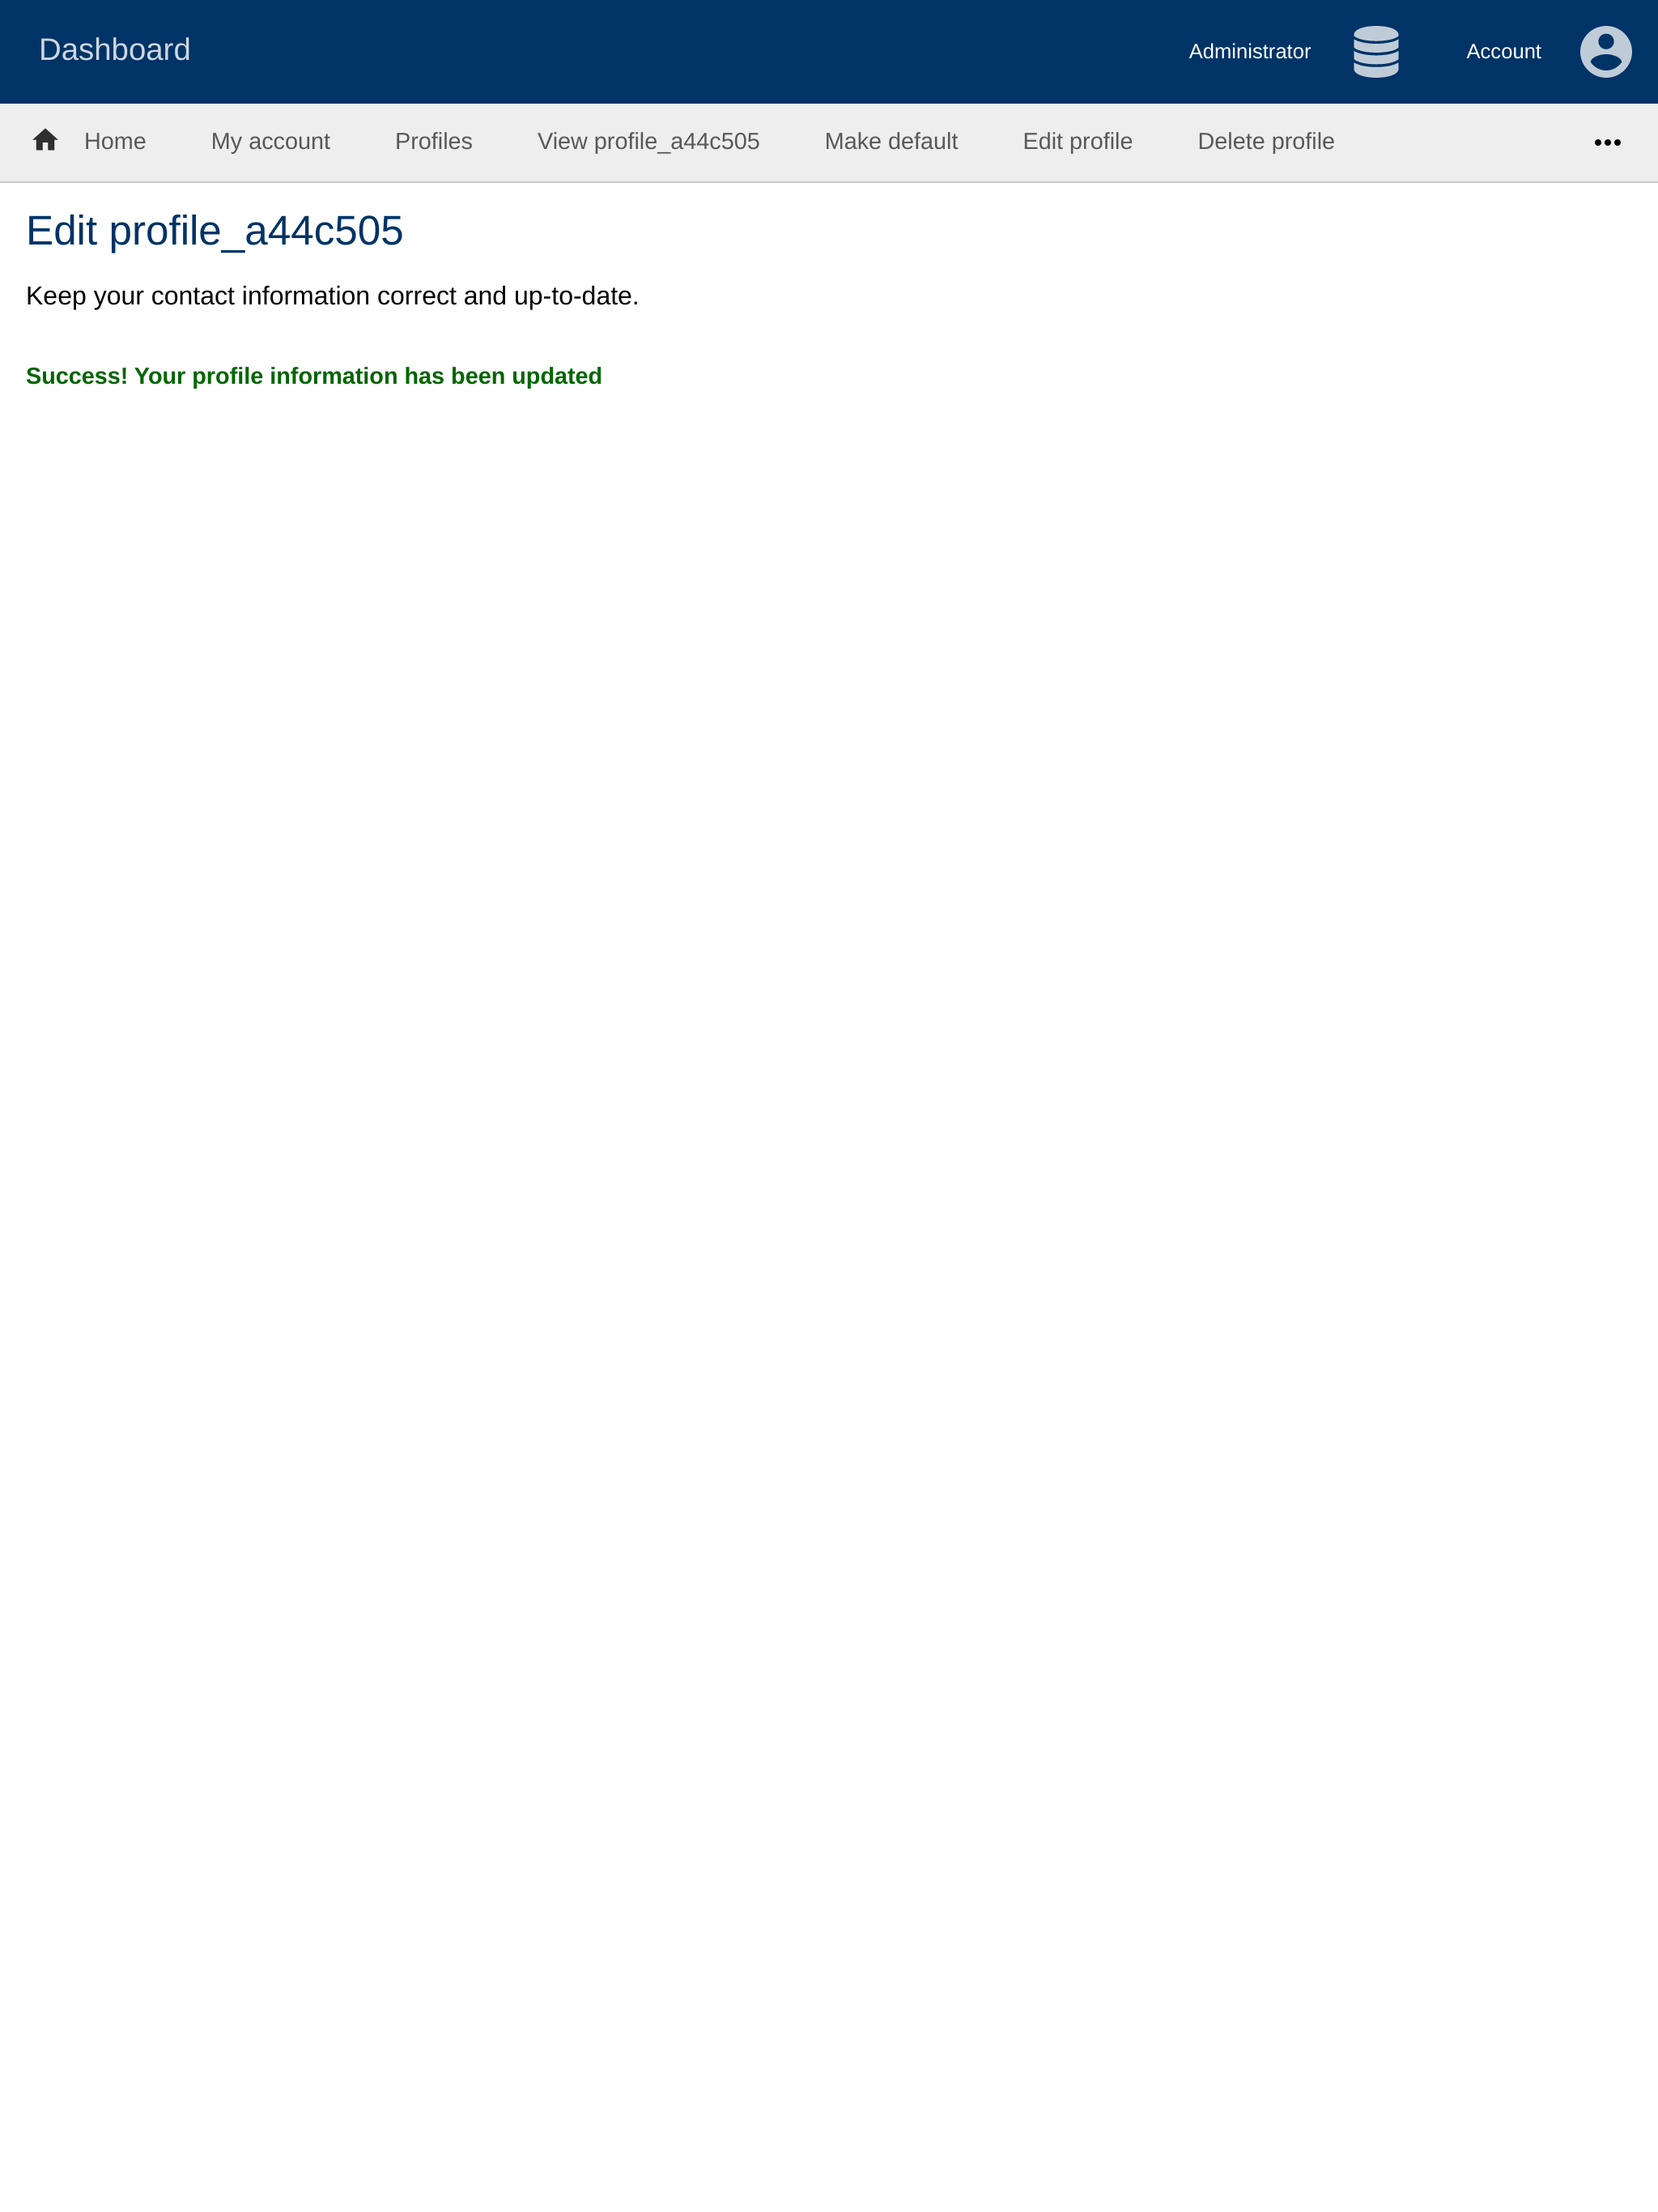 Dashboard
Administrator
Account
Home
My account
Profiles
View profile_a44c505
Make default
Edit profile
Delete profile
Edit profile_a44c505
Keep your contact information correct and up-to-date.
Success! Your profile information has been updated